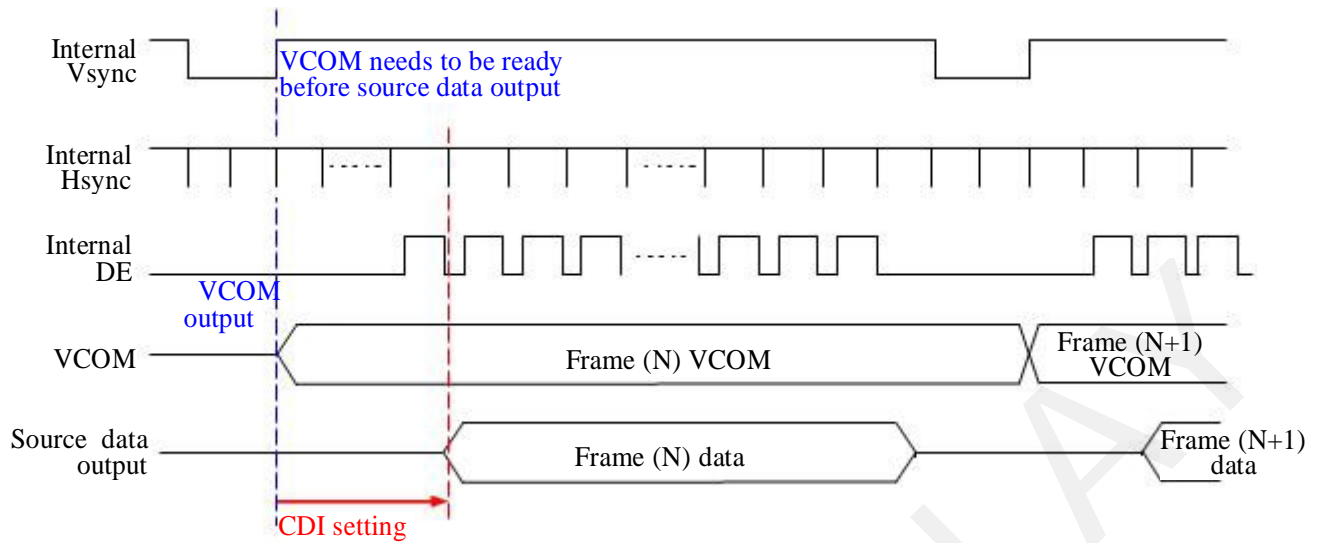 Internal
Vsync
VCOM needs to be ready
before source data output
Internal
Hsync
Internal
DE
VCOM
output
VCOM
Frame (N) VCOM
Frame (N+1)
VCOM
Source data
output
Frame (N) data
Frame (N+1)
data
CDI setting
AY